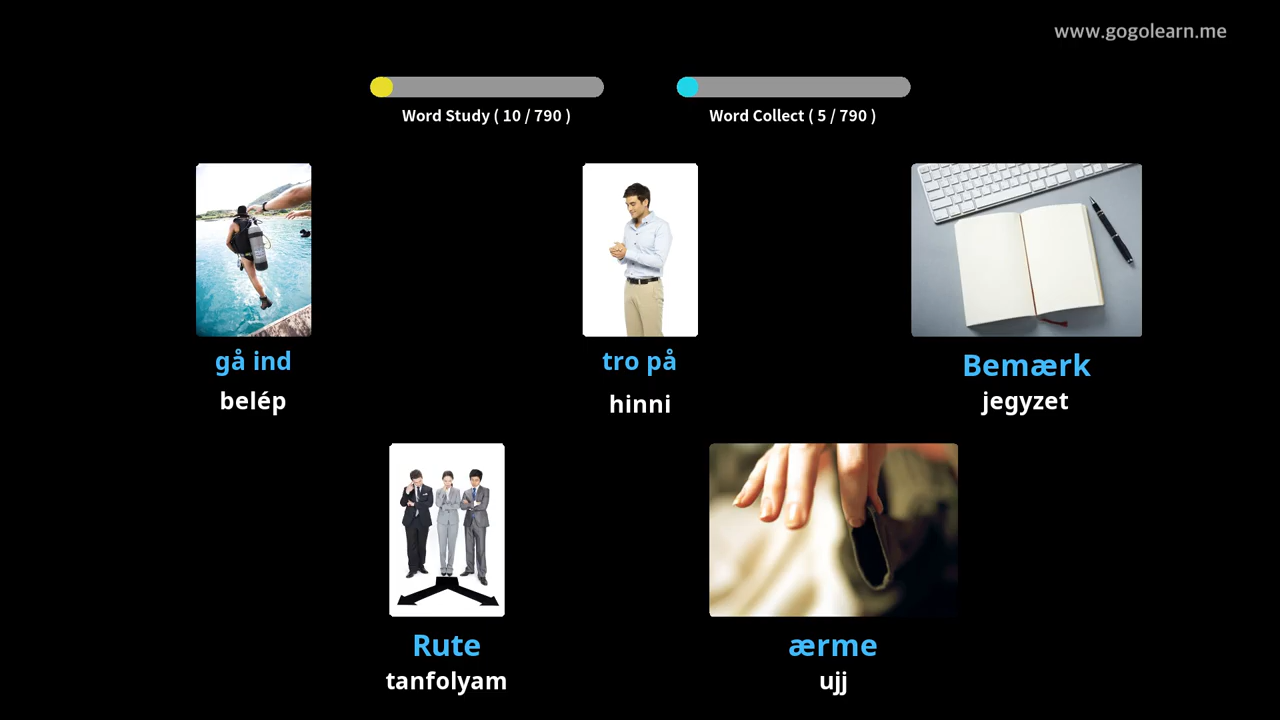 www.gogolearn.me
Word Study ( 10 / 790 )
Word Collect ( 5 / 790 )
gå ind
belép
tro på
hinni
Bemærk
jegyzet
Rute
tanfolyam
ærme
ujj